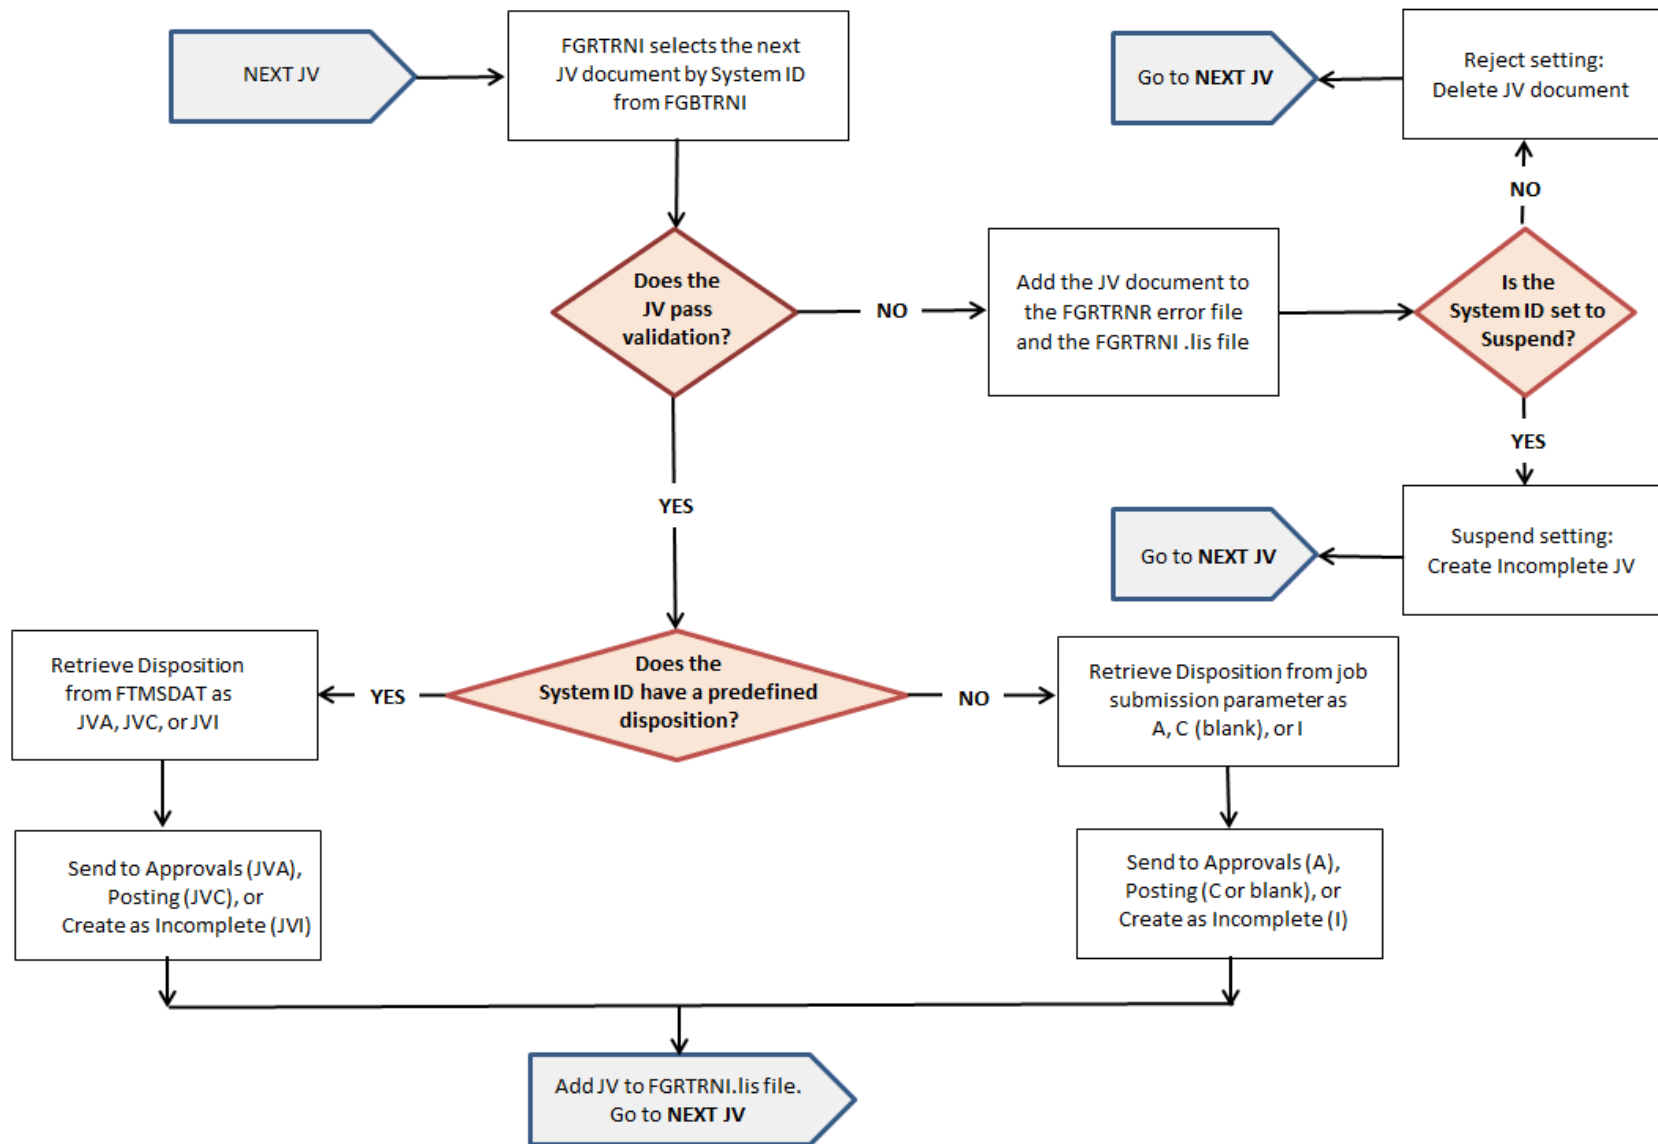 NEXT JV
FGRTRNI selects the next
JV document by System ID
from FGBTRNI
Go to NEXT JV
Reject setting:
Delete JV document
NO
Does the
JV pass
validation?
NO
Add the JV document to
the FGRTRNR error file
and the FGRTRNI .lis file
Is the
System ID set to
Suspend?
YES
YES
Go to NEXT JV
Suspend setting:
Create Incomplete JV
Retrieve Disposition
from FTMSDAT as
JVA, JVC, or JVI
YES
Does the
System ID have a predefined
disposition?
NO
Retrieve Disposition from job
submission parameter as
A, C (blank), or I
Send to Approvals (JVA),
Posting (JVC), or
Create as Incomplete (JVI)
Send to Approvals (A),
Posting (C or blank), or
Create as Incomplete (I)
Add JV to FGRTRNI.lis file.
Go to NEXT JV